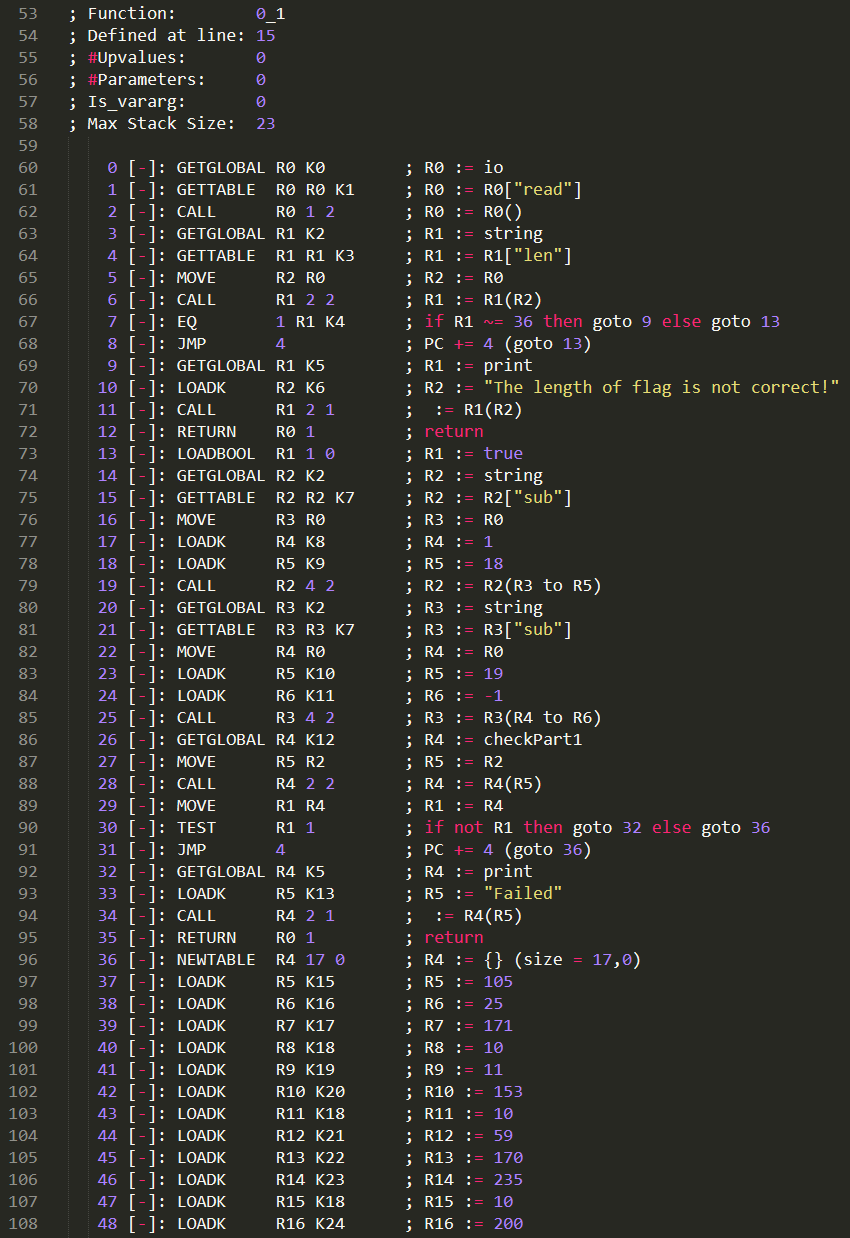 53 ; Function: 0_1
54 ; Defined at line: 15
55 ; #Upvalues: 0
56 ; #Parameters: 0
57 ; Is_vararg: 0
58 ; Max Stack Size: 23
59
60 0 [-]: GETGLOBAL R0 K0 ; R0 := io
61 1 [-]: GETTABLE R0 R0 K1 ; R0 := R0["read"]
62 2 [-]: CALL R0 1 2 ; R0 := R0()
63 3 [-]: GETGLOBAL R1 K2 ; R1 := string
64 4 [-]: GETTABLE R1 R1 K3 ; R1 := R1["len"]
65 5 [-]: MOVE R2 R0 ; R2 := R0
66 6 [-]: CALL R1 2 2 ; R1 := R1(R2)
67 7 [-]: EQ 1 R1 K4 ; if R1 ~= 36 then goto 9 else goto 13
68 8 [-]: JMP 4 ; PC += 4 (goto 13)
69 9 [-]: GETGLOBAL R1 K5 ; R1 := print
70 10 [-]: LOADK R2 K6 ; R2 := "The length of flag is not correct!"
71 11 [-]: CALL R1 2 1 ; := R1(R2)
72 12 [-]: RETURN R0 1 ; return
73 13 [-]: LOADBOOL R1 1 0 ; R1 := true
74 14 [-]: GETGLOBAL R2 K2 ; R2 := string
75 15 [-]: GETTABLE R2 R2 K7 ; R2 := R2["sub"]
76 16 [-]: MOVE R3 R0 ; R3 := R0
77 17 [-]: LOADK R4 K8 ; R4 := 1
78 18 [-]: LOADK R5 K9 ; R5 := 18
79 19 [-]: CALL R2 4 2 ; R2 := R2(R3 to R5)
80 20 [-]: GETGLOBAL R3 K2 ; R3 := string
81 21 [-]: GETTABLE R3 R3 K7 ; R3 := R3["sub"]
82 22 [-]: MOVE R4 R0 ; R4 := R0
83 23 [-]: LOADK R5 K10 ; R5 := 19
84 24 [-]: LOADK R6 K11 ; R6 := -1
85 25 [-]: CALL R3 4 2 ; R3 := R3(R4 to R6)
86 26 [-]: GETGLOBAL R4 K12 ; R4 := checkPart1
87 27 [-]: MOVE R5 R2 ; R5 := R2
88 28 [-]: CALL R4 2 2 ; R4 := R4(R5)
89 29 [-]: MOVE R1 R4 ; R1 := R4
90 30 [-]: TEST R1 1 ; if not R1 then goto 32 else goto 36
91 31 [-]: JMP 4 ; PC += 4 (goto 36)
92 32 [-]: GETGLOBAL R4 K5 ; R4 := print
93 33 [-]: LOADK R5 K13 ; R5 := "Failed"
94 34 [-]: CALL R4 2 1 ; := R4(R5)
95 35 [-]: RETURN R0 1 ; return
96 36 [-]: NEWTABLE R4 17 0 ; R4 := {} (size = 17,0)
97 37 [-]: LOADK R5 K15 ; R5 := 105
98 38 [-]: LOADK R6 K16 ; R6 := 25
99 39 [-]: LOADK R7 K17 ; R7 := 171
100 40 [-]: LOADK R8 K18 ; R8 := 10
101 41 [-]: LOADK R9 K19 ; R9 := 11
102 42 [-]: LOADK R10 K20 ; R10 := 153
103 43 [-]: LOADK R11 K18 ; R11 := 10
104 44 [-]: LOADK R12 K21 ; R12 := 59
105 45 [-]: LOADK R13 K22 ; R13 := 170
106 46 [-]: LOADK R14 K23 ; R14 := 235
107 47 [-]: LOADK R15 K18 ; R15 := 10
108 48 [-]: LOADK R16 K24 ; R16 := 200